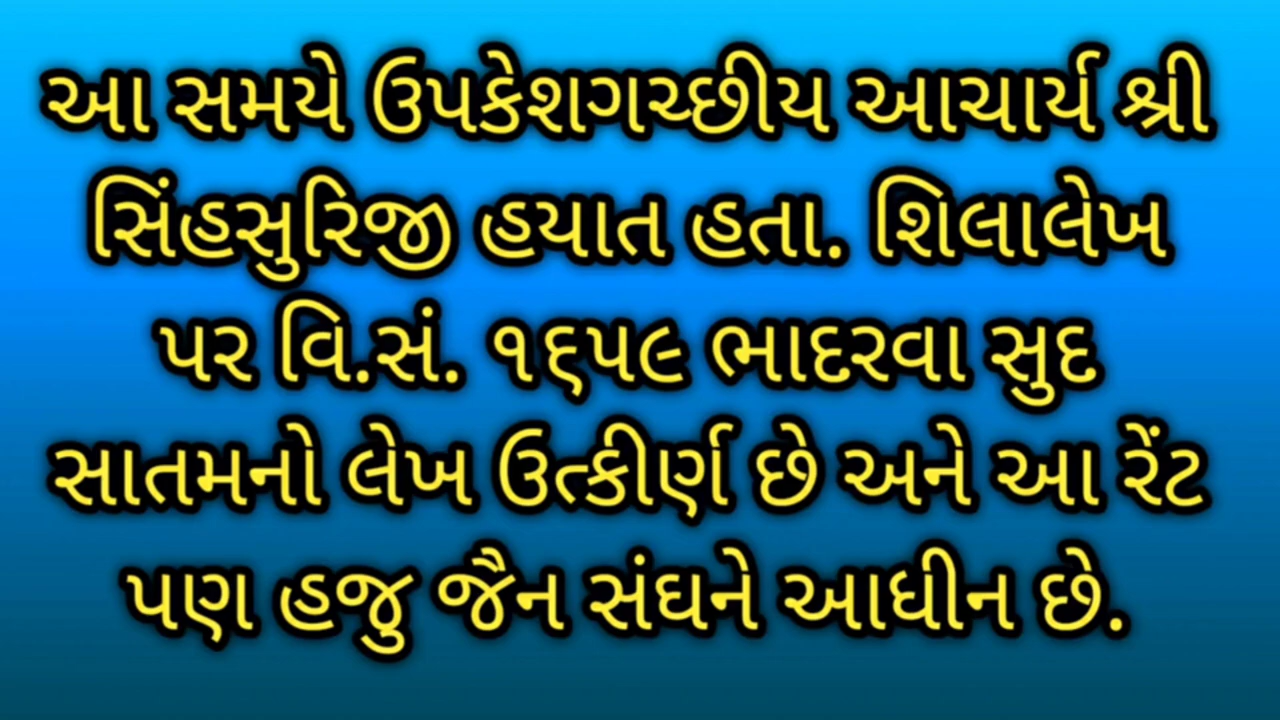 આ સમયે ઉપકેશગચ્છીય આચાર્ય શ્રી
સિંહસુરિજી હયાત હતા. શિલાલેખ
પર વિ.સં. ૧૬૫૯ ભાદરવા સુદ
સાતમનો લેખ ઉત્કીર્ણ છે અને આ રેંટ
પણ હજુ જૈન સંઘને આધીન છે.